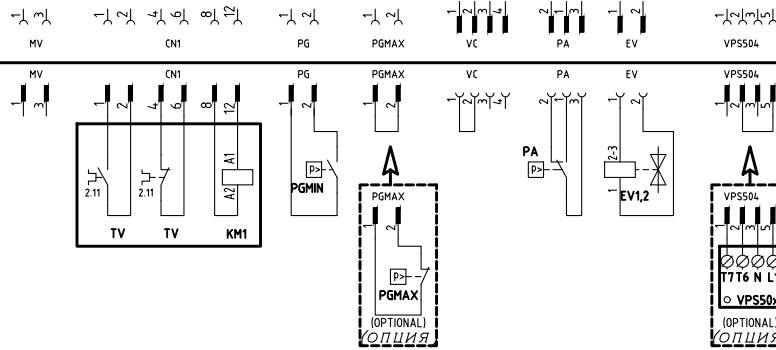 1 3 1 2 4 6 8 12 1 2 1 2 1 2 3 4 2 1 3 1 2 1 2 3 5
MV CN1 PG PGMAX VC PA EV VPS504
MV CN1 PG PGMAX VC PA EV VPS504
1 3 1 2 4 6 8 12 1 2 1 2 1 2 3 4 2 1 3 1 2 1 2 3 5
A1 2-3
PA
P> P>
2.11 2.11 A2 PGMIN 1 EV1,2
PGMAX VPS504
1 2 1 2 3 5
TV TV KM1
P>
T7 T6 N L1
PGMAX VPS50x
(OPTIONAL) (OPTIONAL)
(ОПЦИЯ) (ОПЦИЯ